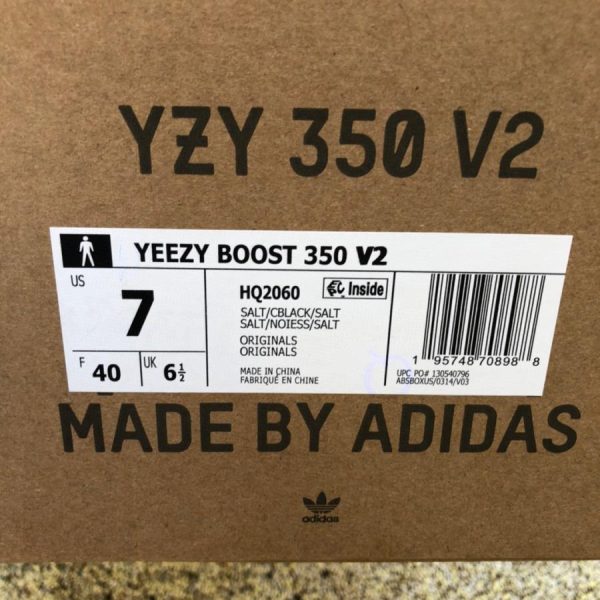 YZY 350 V2
YEEZY BOOST 350 V2
US
7
F 40
UK 6½
HQ2060
Inside
SALT/CBLACK/SALT
SALT/NOIESS/SALT
ORIGINALS
ORIGINALS
MADE IN CHINA
FABRIQUÉ EN CHINE
1 95748 70898 8
UPC PO# 130540796
ABSBOXUS/0314/V03
MADE BY ADIDAS
adidas